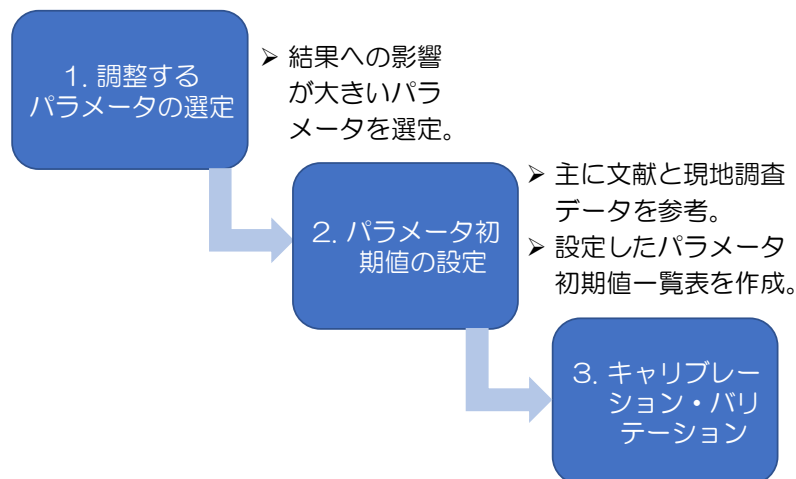 1. 調整する
パラメータの選定
➢ 結果への影響
が大きいパラ
メータを選定。
2. パラメータ初
期値の設定
➢ 主に文献と現地調査
データを参考。
➢ 設定したパラメータ
初期値一覧表を作成。
3. キャリブレー
ション・バリ
テーション